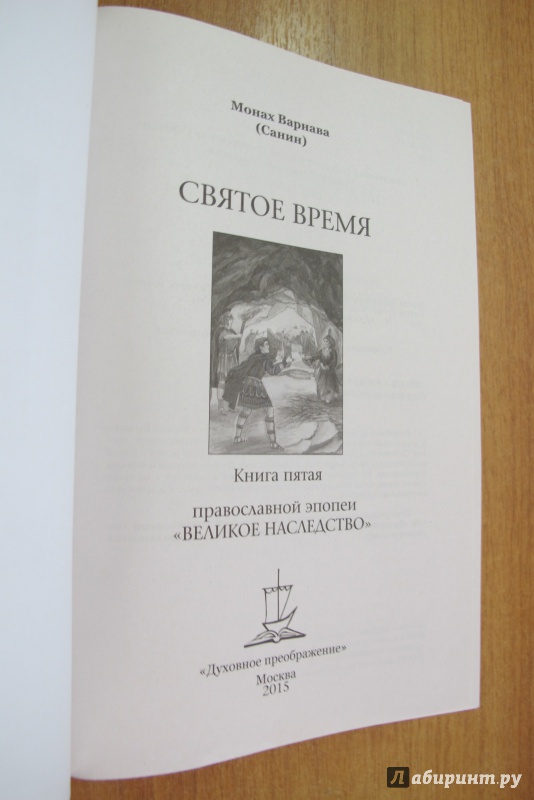 Монах Варнава
(Санин)
СВЯТОЕ ВРЕМЯ
Книга пятая
православной эпопеи
«ВЕЛИКОЕ НАСЛЕДСТВО»
«Духовное преображение»
Москва
2015
Лабиринт.ру